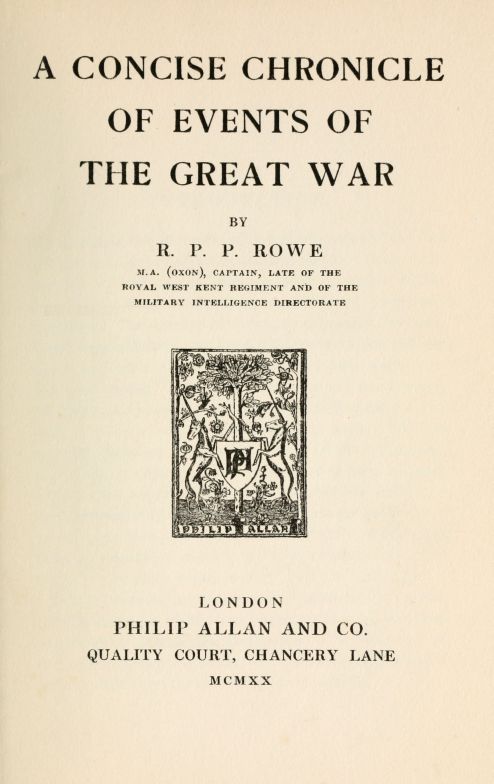 A CONCISE CHRONICLE
OF EVENTS OF
THE GREAT WAR
BY
R. P. P. ROWE
M.A. (OXON), CAPTAIN, LATE OF THE
ROYAL WEST KENT REGIMENT AND OF THE
MILITARY INTELLIGENCE DIRECTORATE
PHILIP ALLAN
LONDON
PHILIP ALLAN AND CO.
QUALITY COURT, CHANCERY LANE
MCMXX